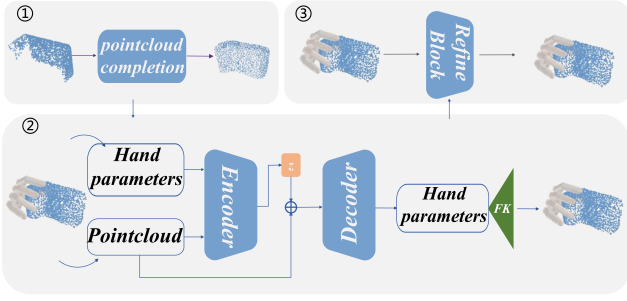 ①
pointcloud
completion
③
Refine
Block
②
Hand
parameters
Pointcloud
Encoder
Decoder
Hand
parameters
FK